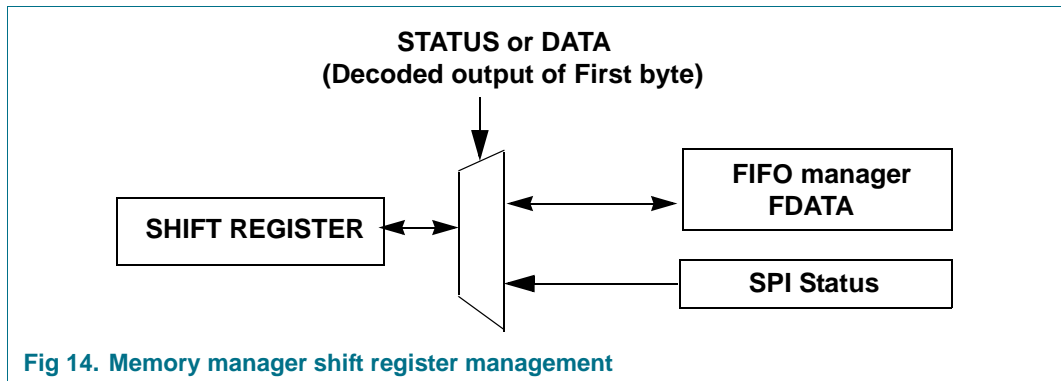 STATUS or DATA
(Decoded output of First byte)
SHIFT REGISTER
FIFO manager
FDATA
SPI Status
Fig 14. Memory manager shift register management